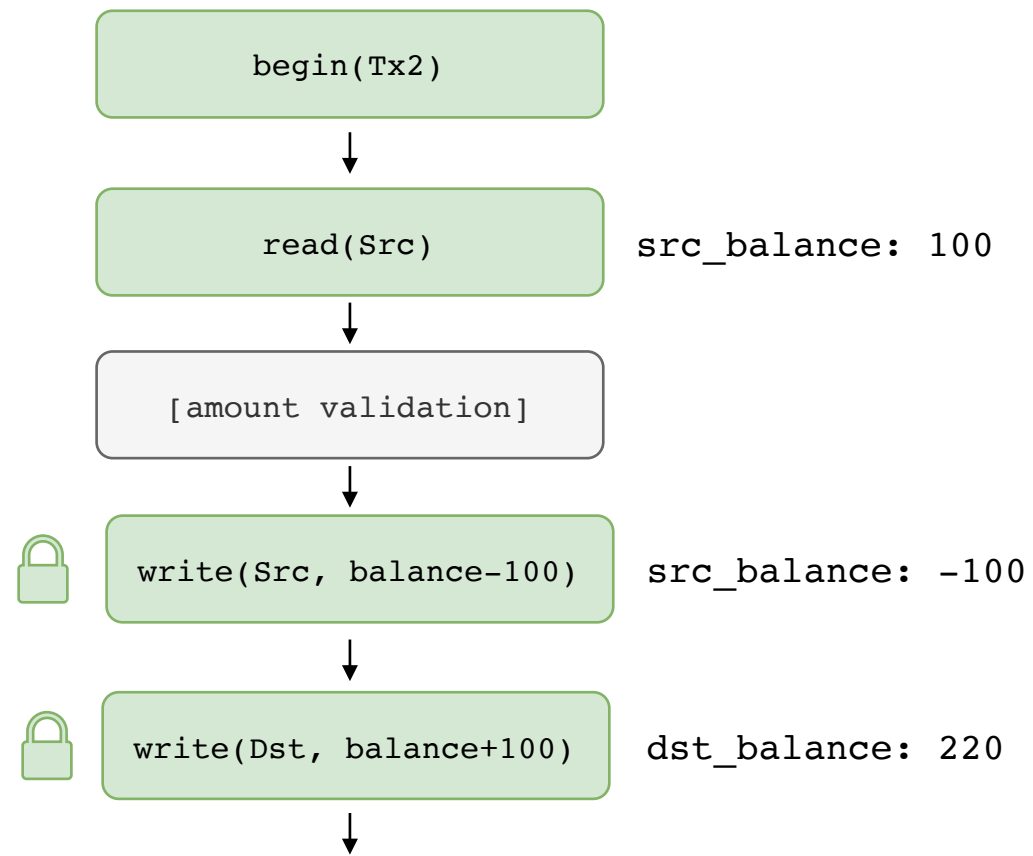 begin(Tx2)
read(Src) src_balance: 100
[amount validation]
write(Src, balance-100) src_balance: -100
write(Dst, balance+100) dst_balance: 220